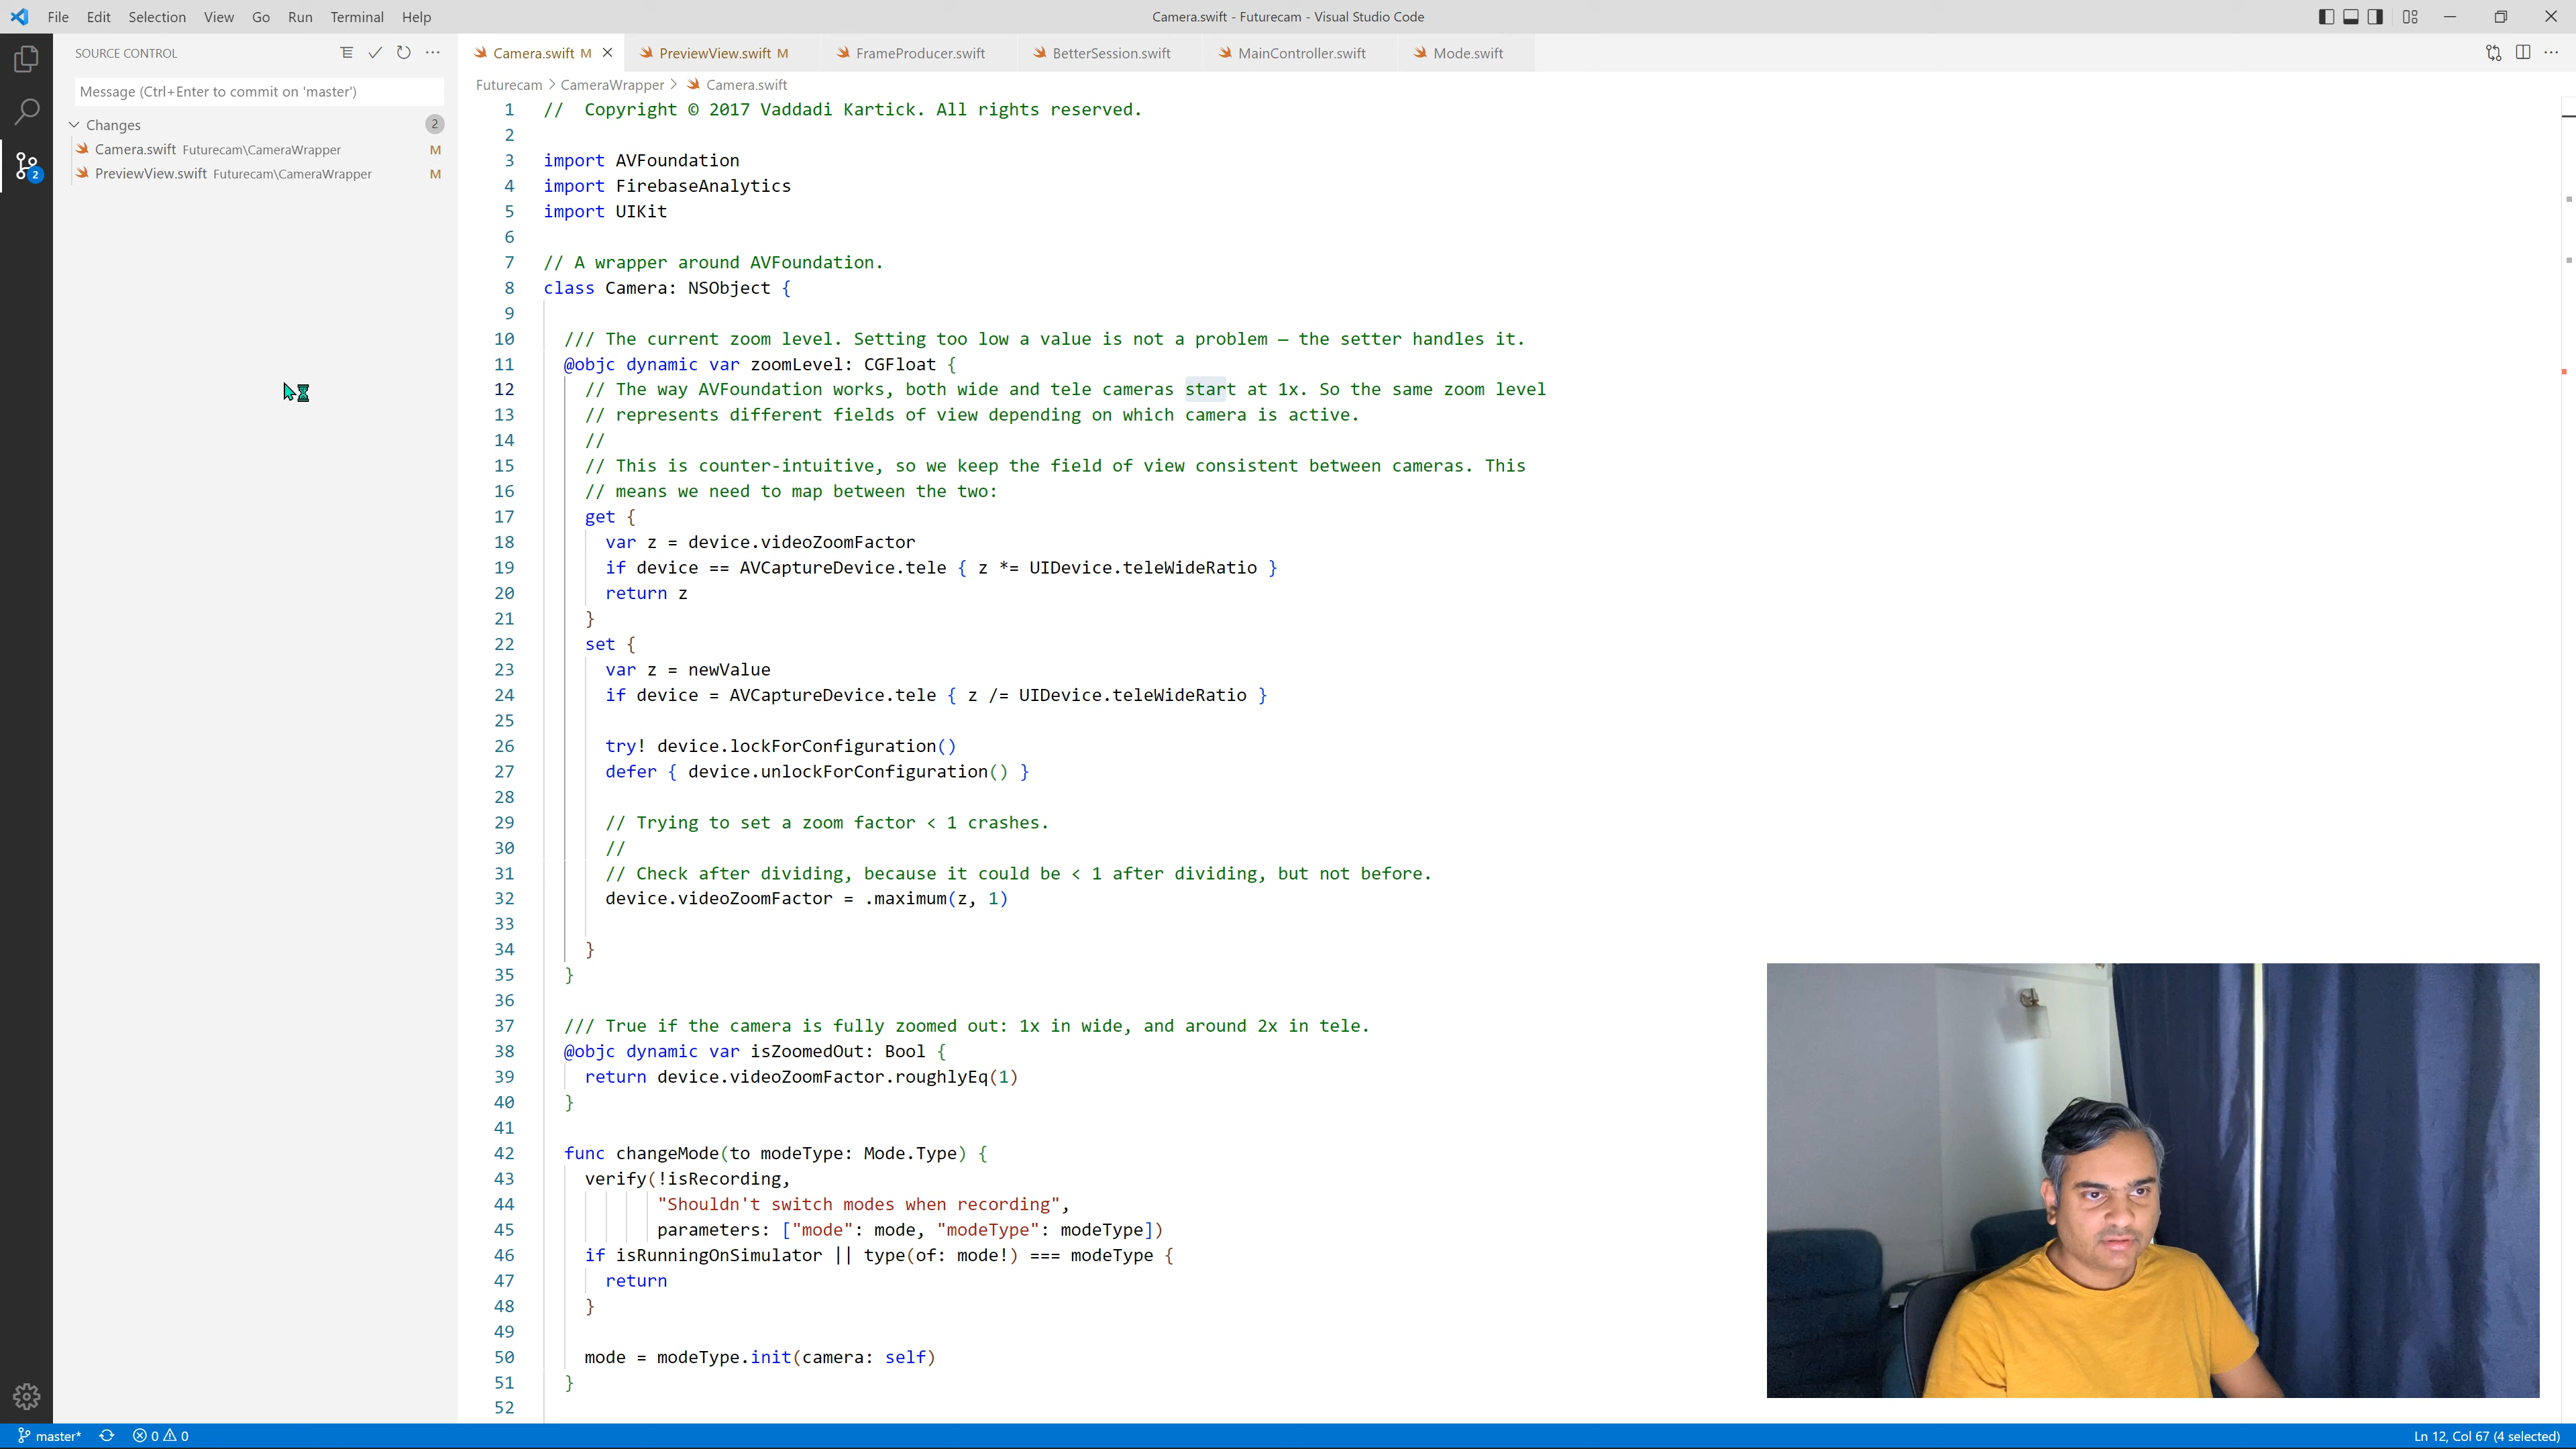 File Edit Selection View Go Run Terminal Help
Camera.swift - Futurecam - Visual Studio Code
SOURCE CONTROL
Message (Ctrl+Enter to commit on 'master')
Changes 2
Camera.swift Futurecam\CameraWrapper M
PreviewView.swift Futurecam\CameraWrapper M
2
Camera.swift M
PreviewView.swift M
FrameProducer.swift
BetterSession.swift
MainController.swift
Mode.swift
Futurecam > CameraWrapper > Camera.swift
1 //  Copyright © 2017 Vaddadi Kartick. All rights reserved.
2
3 import AVFoundation
4 import FirebaseAnalytics
5 import UIKit
6
7 // A wrapper around AVFoundation.
8 class Camera: NSObject {
9
10 /// The current zoom level. Setting too low a value is not a problem — the setter handles it.
11 @objc dynamic var zoomLevel: CGFloat {
12 // The way AVFoundation works, both wide and tele cameras start at 1x. So the same zoom level
13 // represents different fields of view depending on which camera is active.
14 //
15 // This is counter-intuitive, so we keep the field of view consistent between cameras. This
16 // means we need to map between the two:
17 get {
18 var z = device.videoZoomFactor
19 if device == AVCaptureDevice.tele { z *= UIDevice.teleWideRatio }
20 return z
21 }
22 set {
23 var z = newValue
24 if device = AVCaptureDevice.tele { z /= UIDevice.teleWideRatio }
25
26 try! device.lockForConfiguration()
27 defer { device.unlockForConfiguration() }
28
29 // Trying to set a zoom factor < 1 crashes.
30 //
31 // Check after dividing, because it could be < 1 after dividing, but not before.
32 device.videoZoomFactor = .maximum(z, 1)
33
34 }
35 }
36
37 /// True if the camera is fully zoomed out: 1x in wide, and around 2x in tele.
38 @objc dynamic var isZoomedOut: Bool {
39 return device.videoZoomFactor.roughlyEq(1)
40 }
41
42 func changeMode(to modeType: Mode.Type) {
43 verify(!isRecording,
44 "Shouldn't switch modes when recording",
45 parameters: ["mode": mode, "modeType": modeType])
46 if isRunningOnSimulator || type(of: mode!) === modeType {
47 return
48 }
49
50 mode = modeType.init(camera: self)
51 }
52
master* 0 0
Ln 12, Col 67 (4 selected)